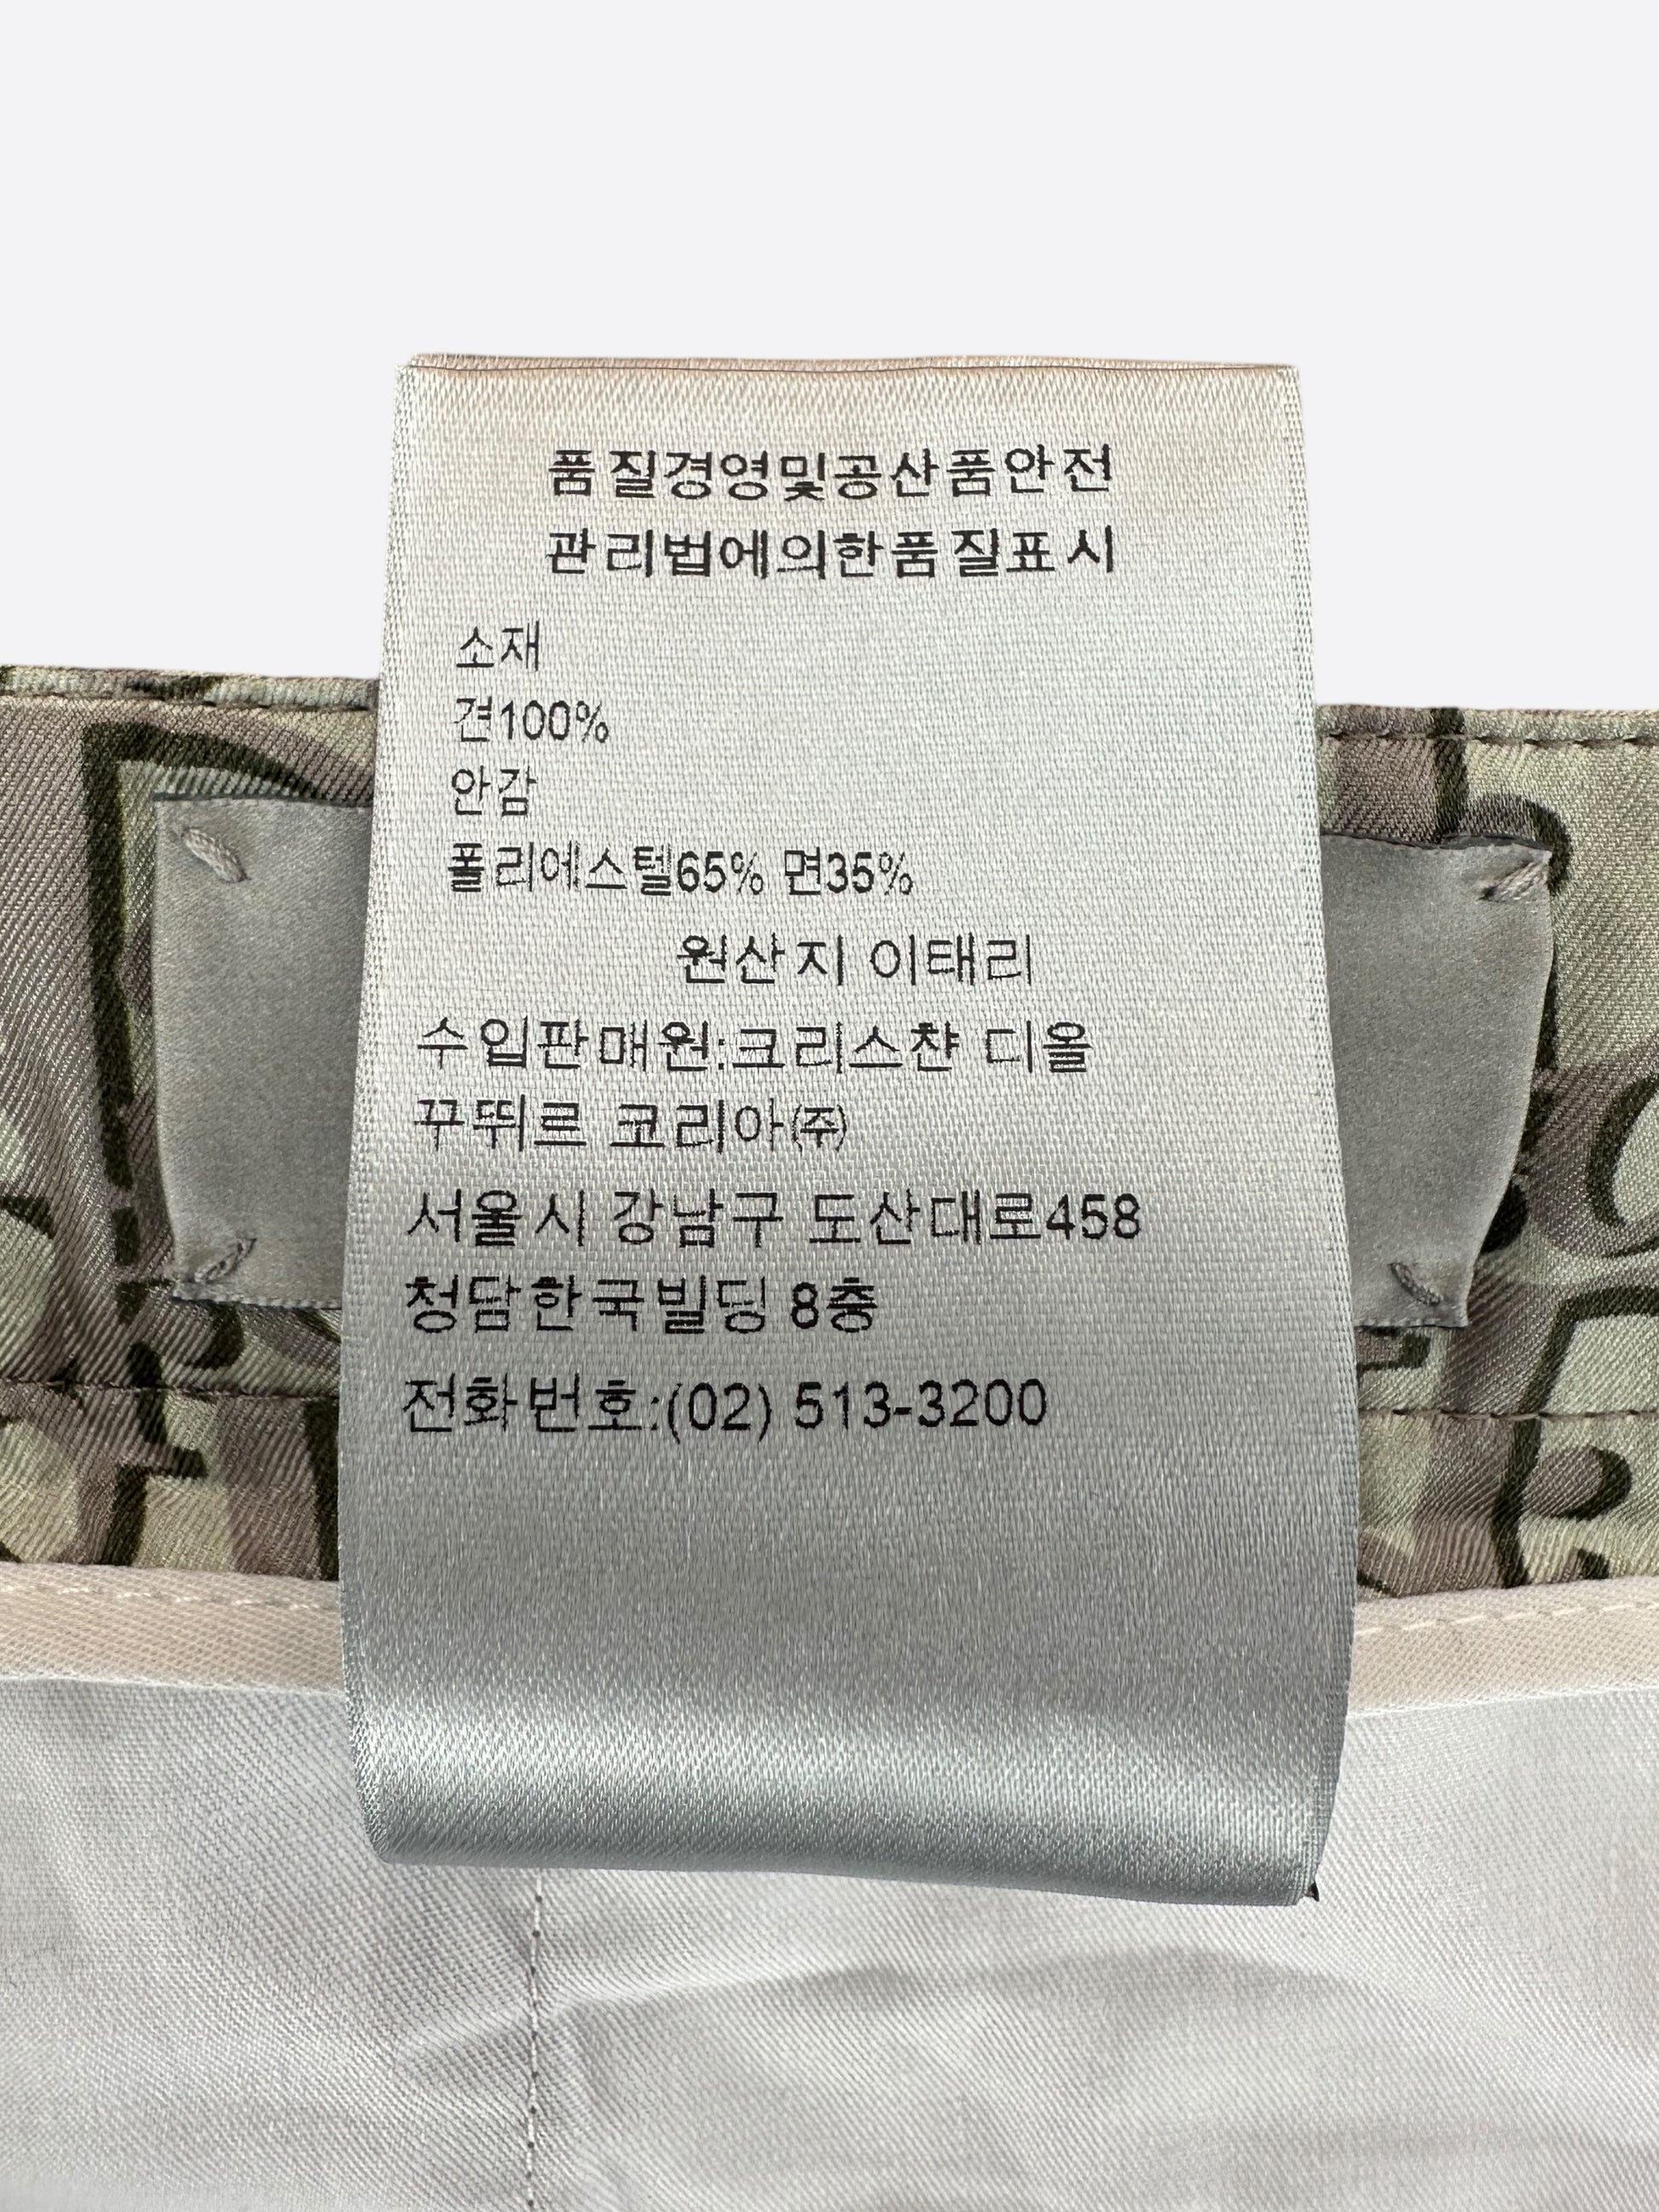 품질경영및공산품안전
관리법에의한품질표시
소재
견100%
안감
폴리에스텔65% 면35%
원산지 이태리
수입판매원:크리스챤 디올
꾸뛰르 코리아(주)
서울시 강남구 도산대로458
청담한국빌딩 8층
전화번호:(02) 513-3200